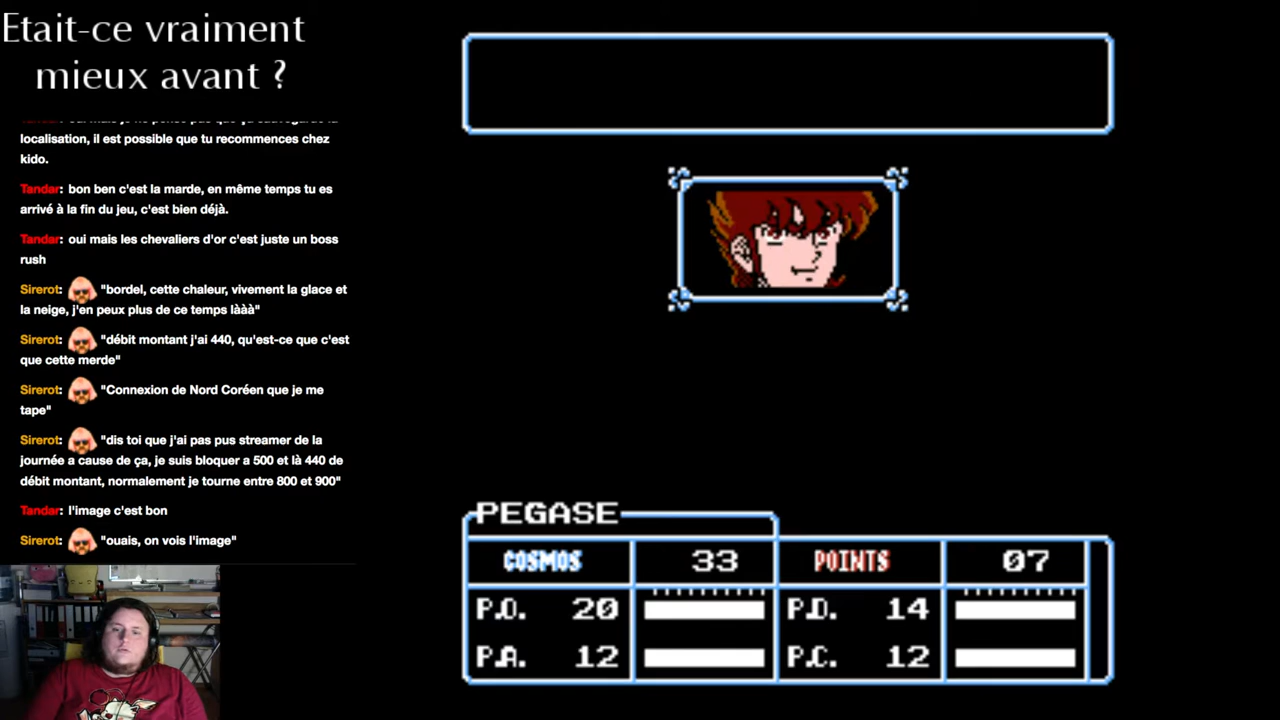 Etait-ce vraiment
mieux avant ?
localisation, il est possible que tu recommences chez
kido.
Tandar: bon ben c'est la marde, en même temps tu es
arrivé à la fin du jeu, c'est bien déjà.
Tandar: oui mais les chevaliers d'or c'est juste un boss
rush
Sirerot: "bordel, cette chaleur, vivement la glace et
la neige, j'en peux plus de ce temps lààà"
Sirerot: "débit montant j'ai 440, qu'est-ce que c'est
que cette merde"
Sirerot: "Connexion de Nord Coréen que je me
tape"
Sirerot: "dis toi que j'ai pas pus streamer de la
journée a cause de ça, je suis bloquer a 500 et là 440 de
débit montant, normalement je tourne entre 800 et 900"
Tandar: l'image c'est bon
Sirerot: "ouais, on vois l'image"
PEGASE
COSMOS 33 POINTS 07
P.O. 20 P.D. 14
P.A. 12 P.C. 12